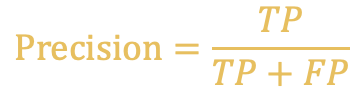 Precision = TP / (TP + FP)